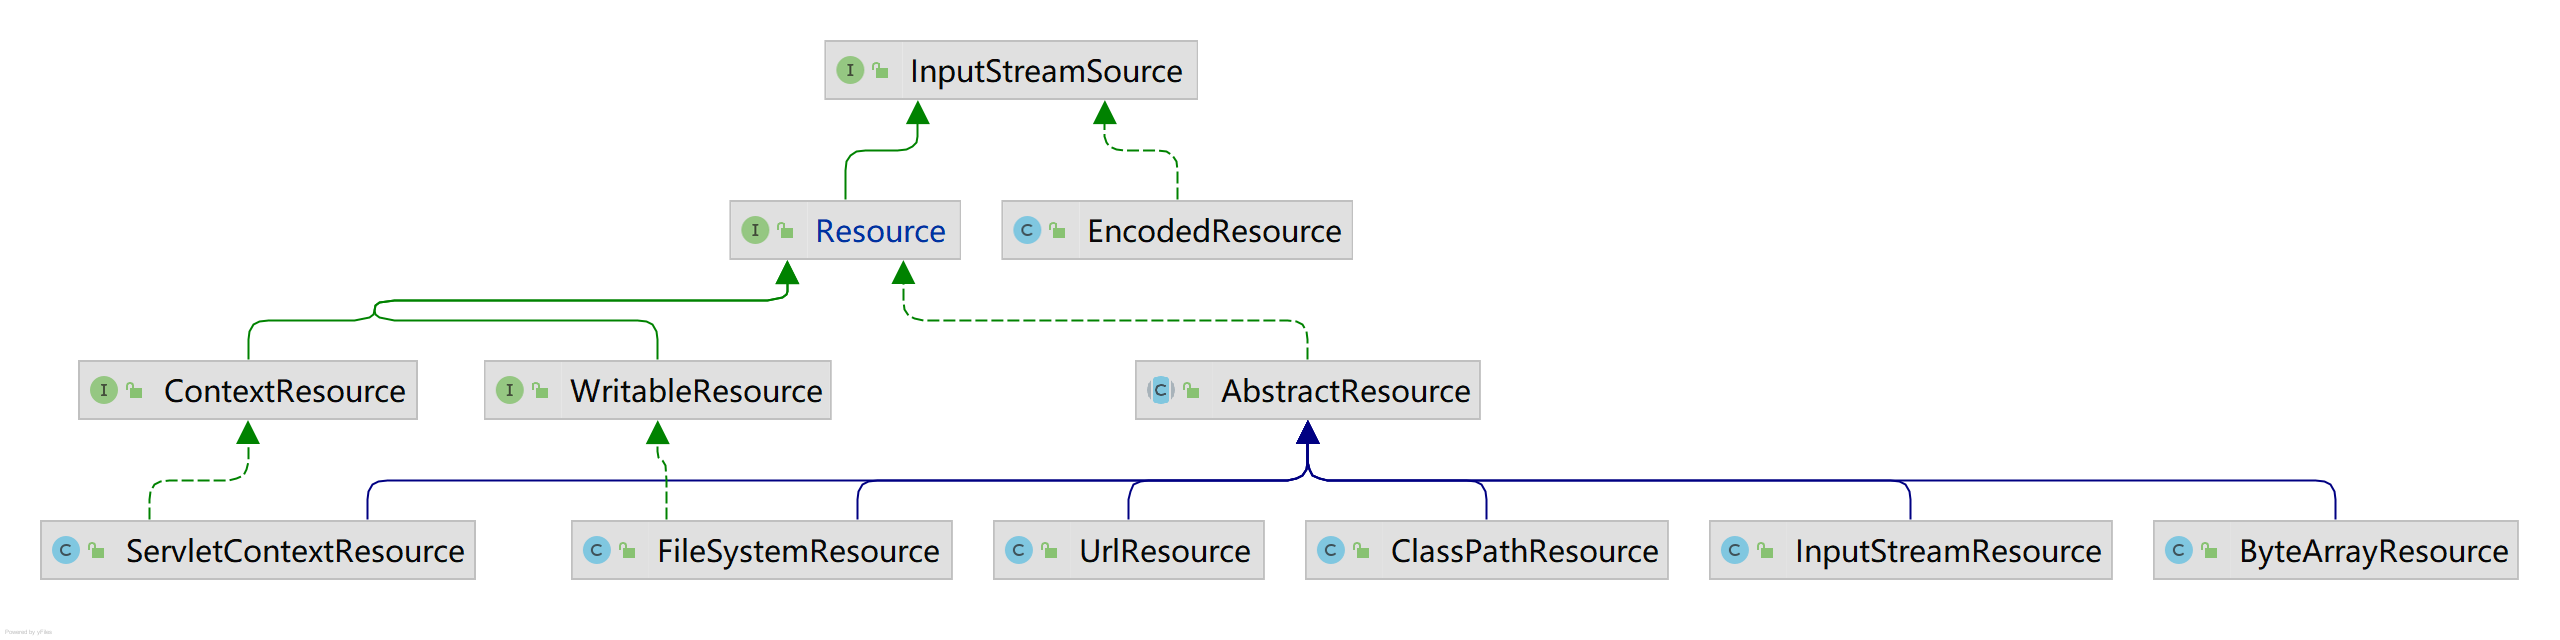 InputStreamSource
Resource
EncodedResource
ContextResource
WritableResource
AbstractResource
ServletContextResource
FileSystemResource
UrlResource
ClassPathResource
InputStreamResource
ByteArrayResource
Powered by yFiles